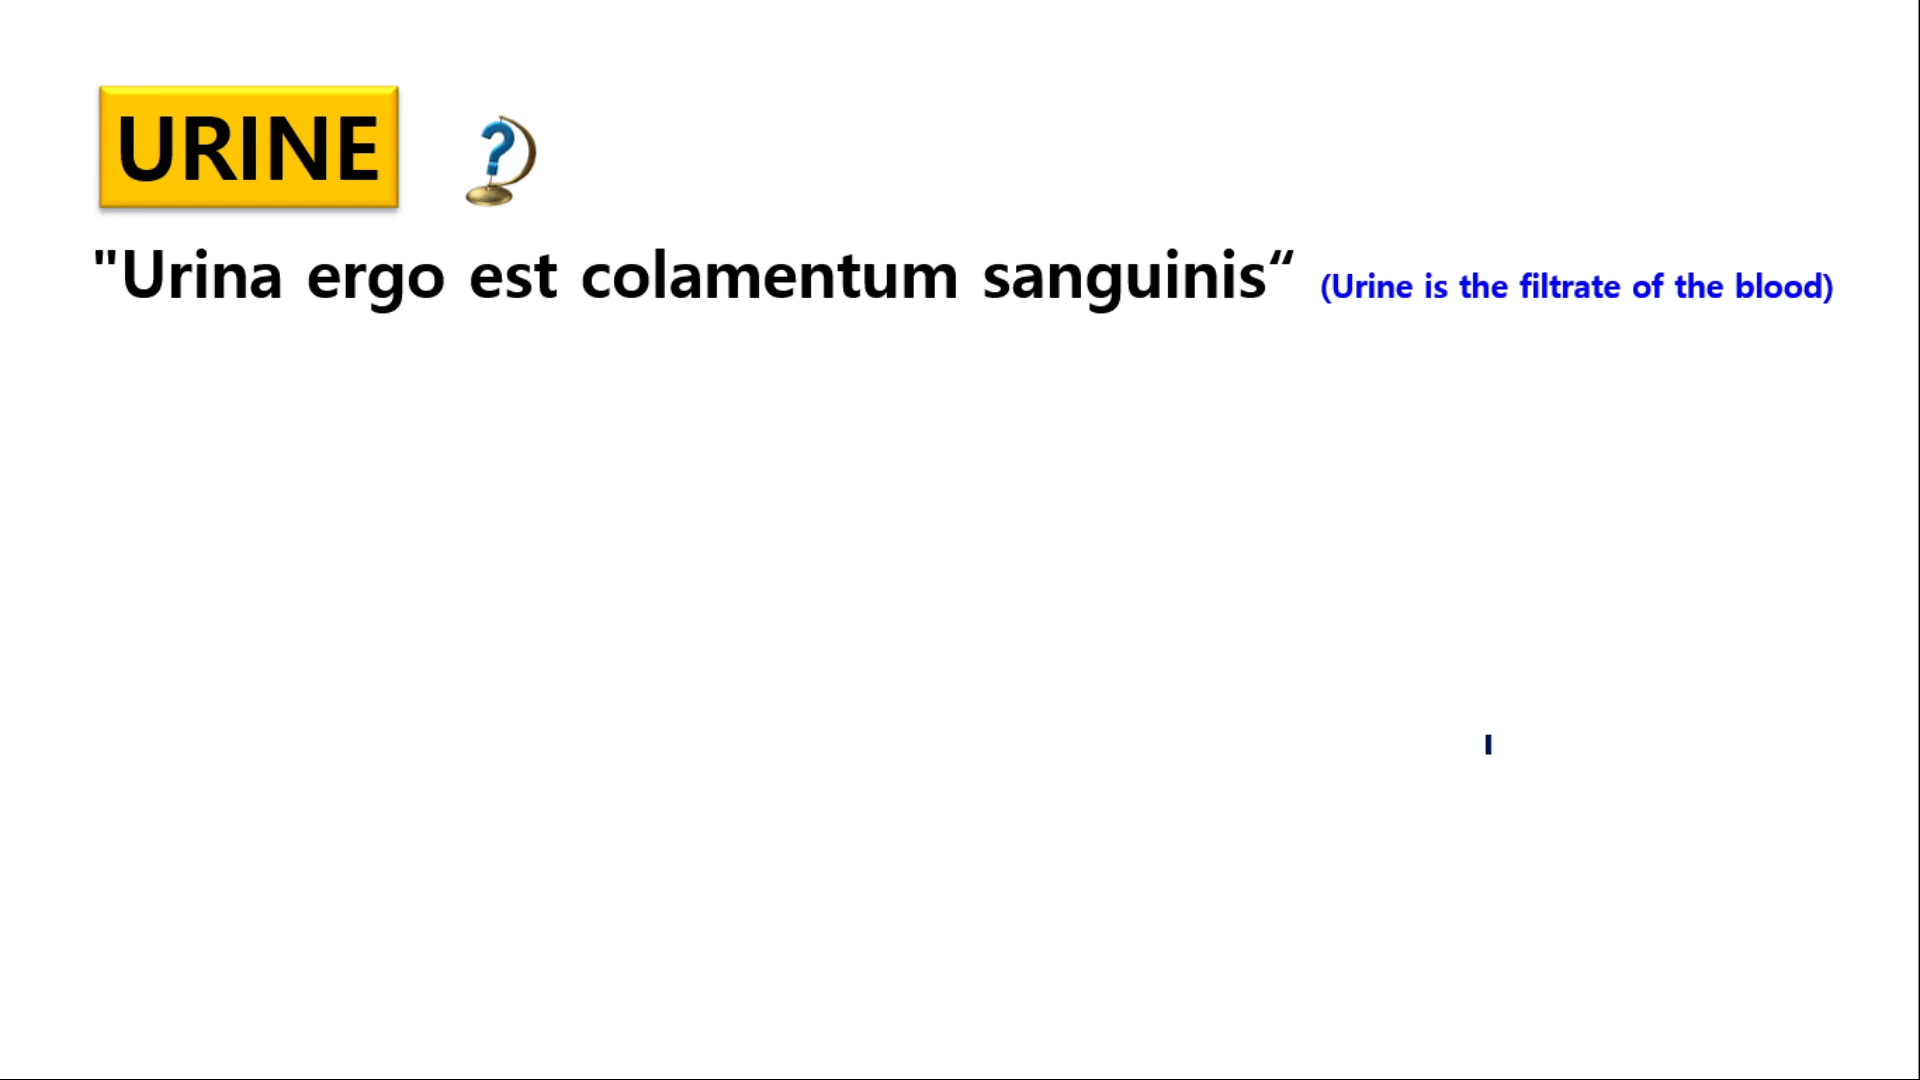 URINE
"Urina ergo est colamentum sanguinis“ (Urine is the filtrate of the blood)